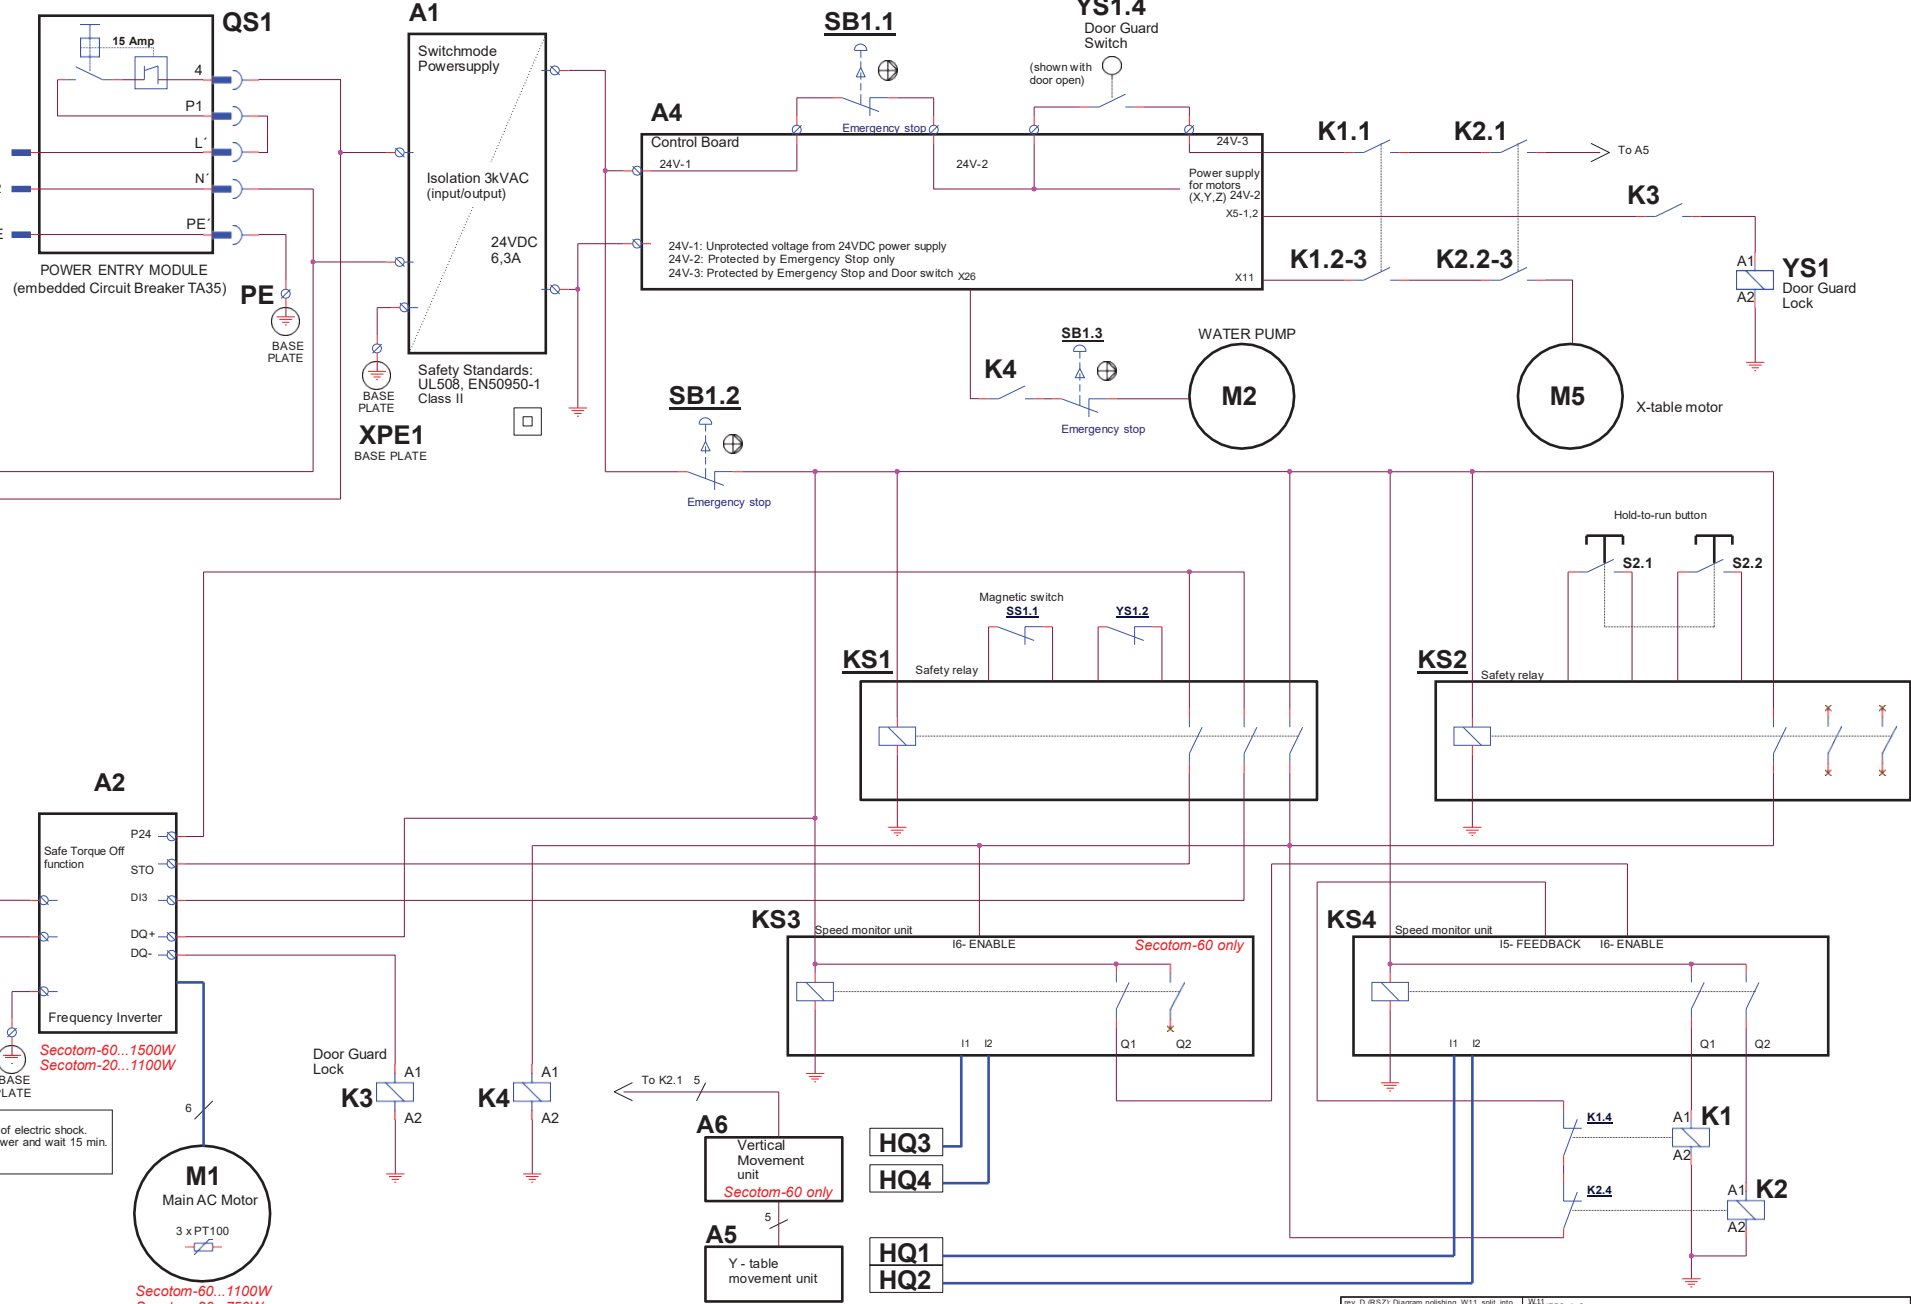 QS1
15 Amp
4
P1
L´
N´
PE´
POWER ENTRY MODULE
(embedded Circuit Breaker TA35)
PE
BASE
PLATE
A1
Switchmode
Powersupply
Isolation 3kVAC
(input/output)
24VDC
6,3A
Safety Standards:
UL508, EN50950-1
Class II
BASE
PLATE
XPE1
BASE PLATE
SB1.1
Emergency stop
YS1.4
Door Guard
Switch
(shown with
door open)
A4
Control Board
24V-1
24V-2
24V-3
Power supply
for motors
(X,Y,Z) 24V-2
X5-1,2
24V-1: Unprotected voltage from 24VDC power supply
24V-2: Protected by Emergency Stop only
24V-3: Protected by Emergency Stop and Door switch
X26
X11
K1.1
K2.1
To A5
K3
K1.2-3
K2.2-3
A1
A2
YS1
Door Guard
Lock
SB1.3
K4
Emergency stop
WATER PUMP
M2
M5
X-table motor
SB1.2
Emergency stop
Hold-to-run button
S2.1
S2.2
Magnetic switch
SS1.1
YS1.2
KS1
Safety relay
KS2
Safety relay
A2
P24
Safe Torque Off
function
STO
DI3
DQ+
DQ-
Frequency Inverter
Secotom-60...1500W
Secotom-20...1100W
BASE
PLATE
of electric shock.
wer and wait 15 min.
6
M1
Main AC Motor
3 x PT100
Secotom-60...1100W
Door Guard
Lock
K3
A1
A2
K4
A1
A2
KS3
Speed monitor unit
I6- ENABLE
Secotom-60 only
I1
I2
Q1
Q2
KS4
Speed monitor unit
I5- FEEDBACK
I6- ENABLE
I1
I2
Q1
Q2
To K2.1
5
A6
Vertical
Movement
unit
Secotom-60 only
5
A5
Y - table
movement unit
HQ3
HQ4
HQ1
HQ2
K1.4
A1
K1
A2
K2.4
A1
K2
A2